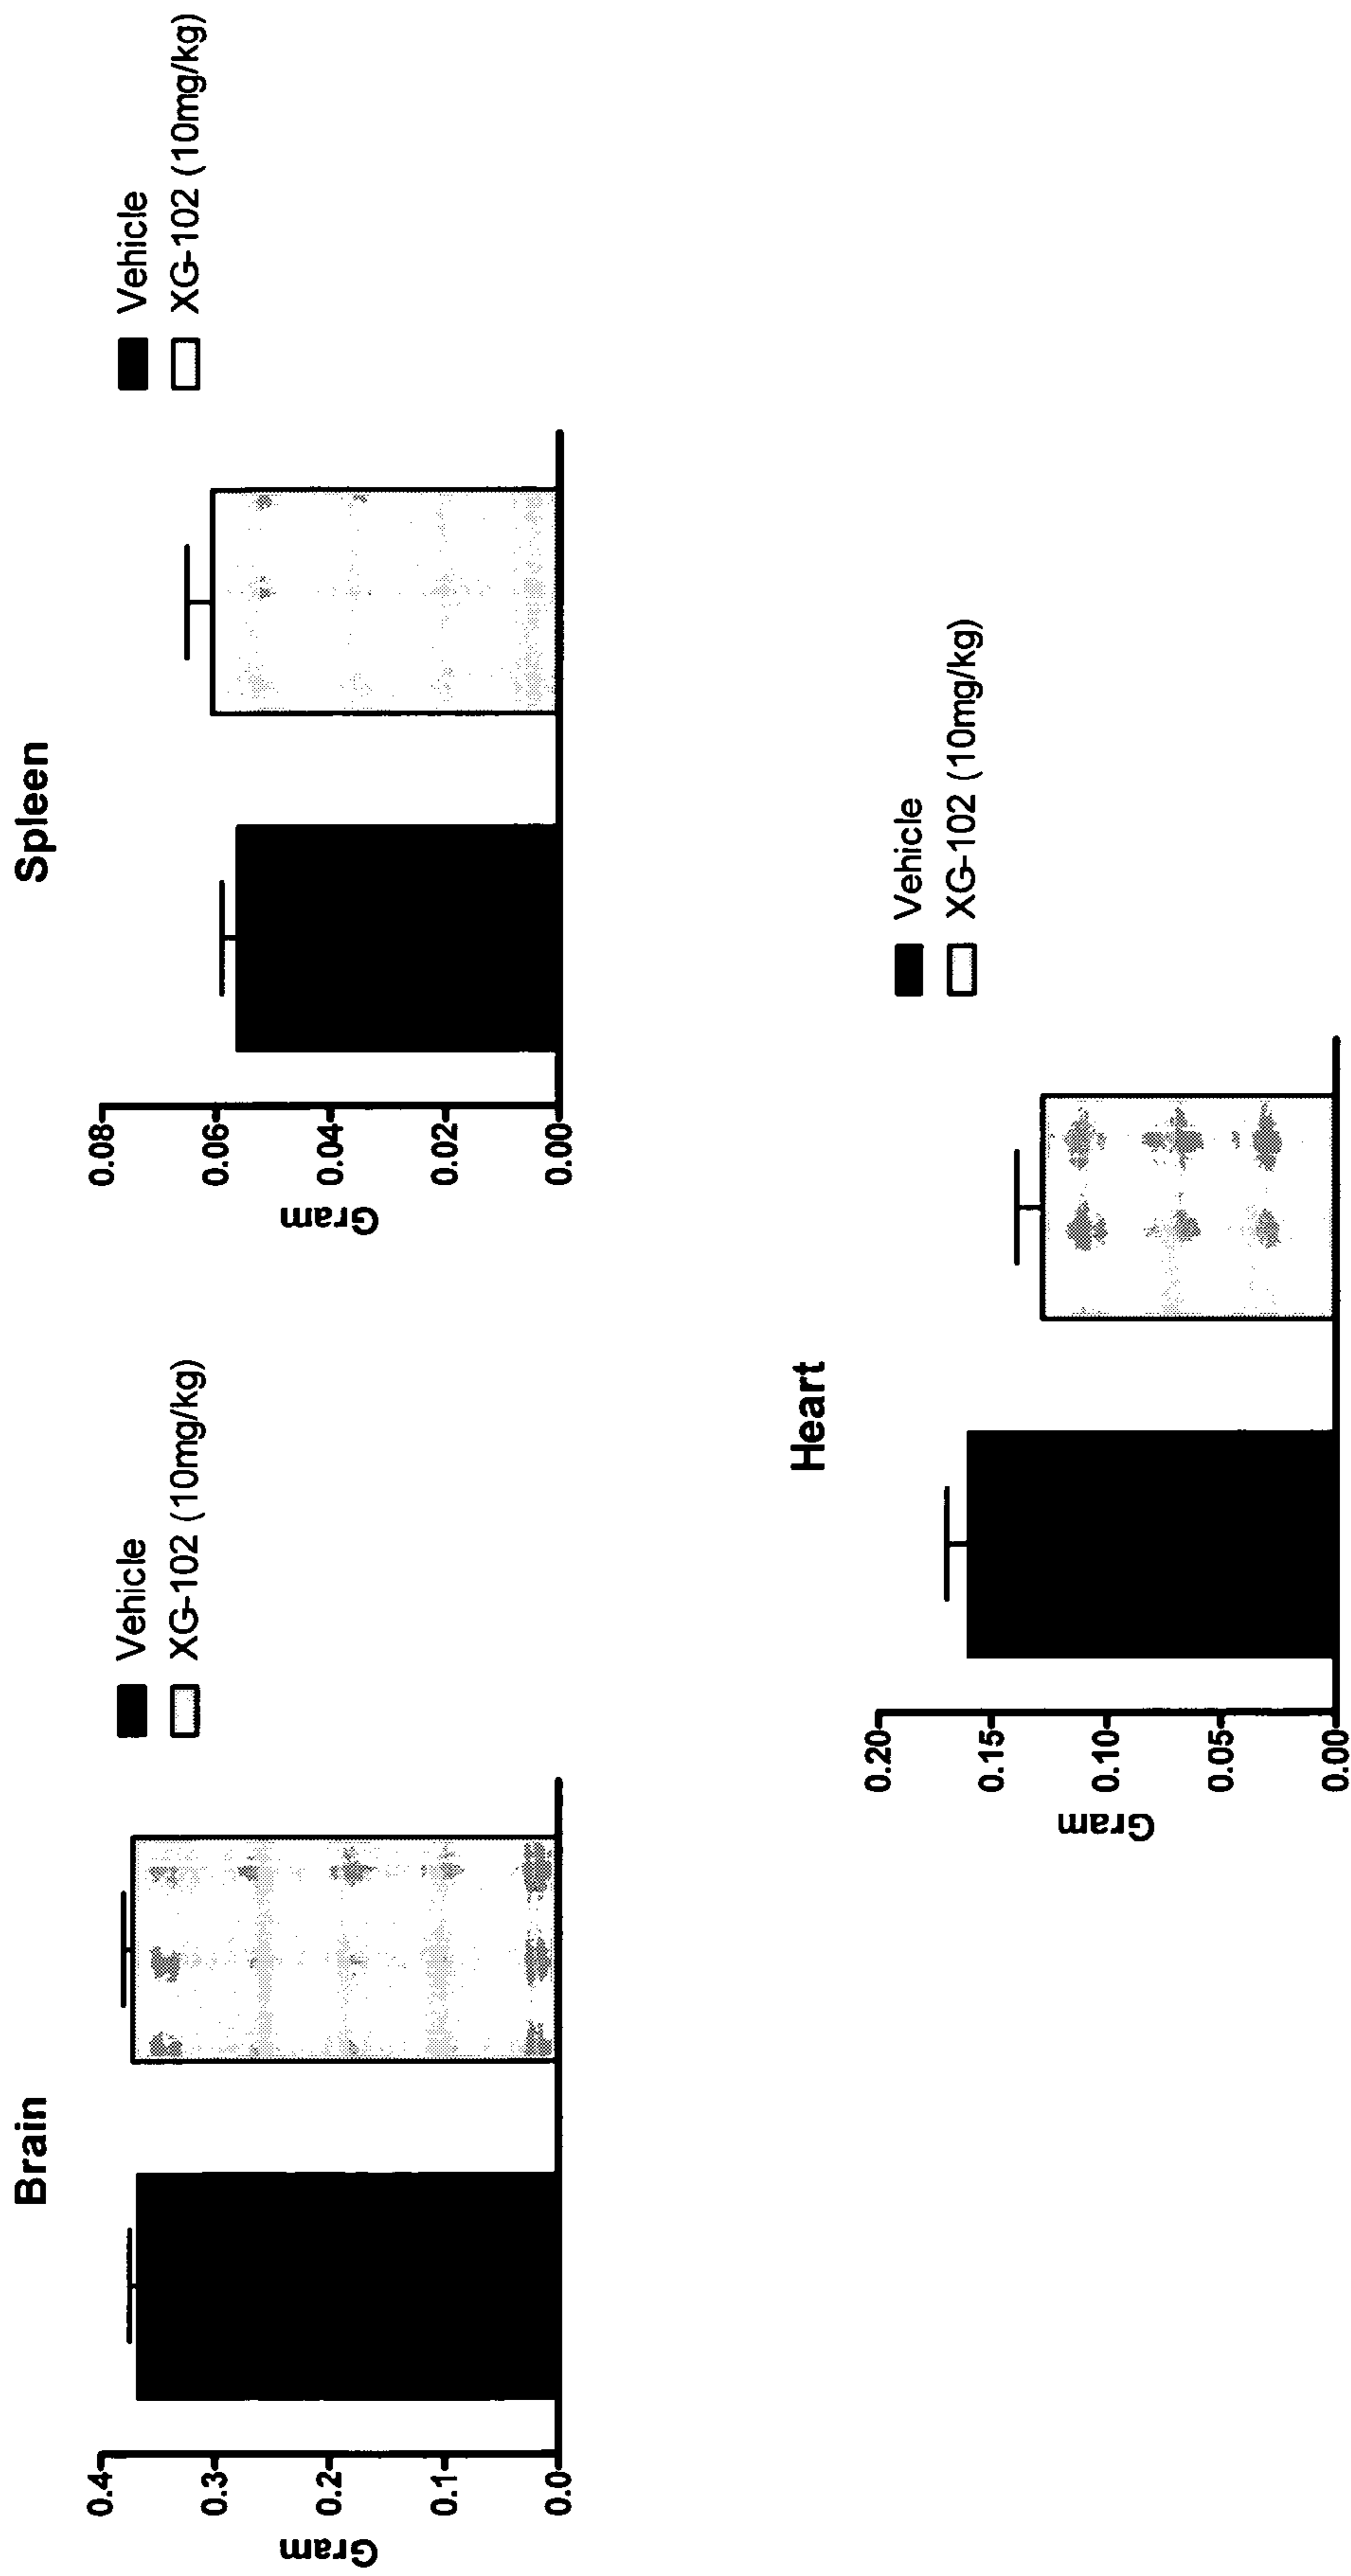 Brain
Vehicle
XG-102 (10mg/kg)
Gram
0.4
0.3
0.2
0.1
0.0
Spleen
Vehicle
XG-102 (10mg/kg)
Gram
0.08
0.06
0.04
0.02
0.00
Heart
Vehicle
XG-102 (10mg/kg)
Gram
0.20
0.15
0.10
0.05
0.00